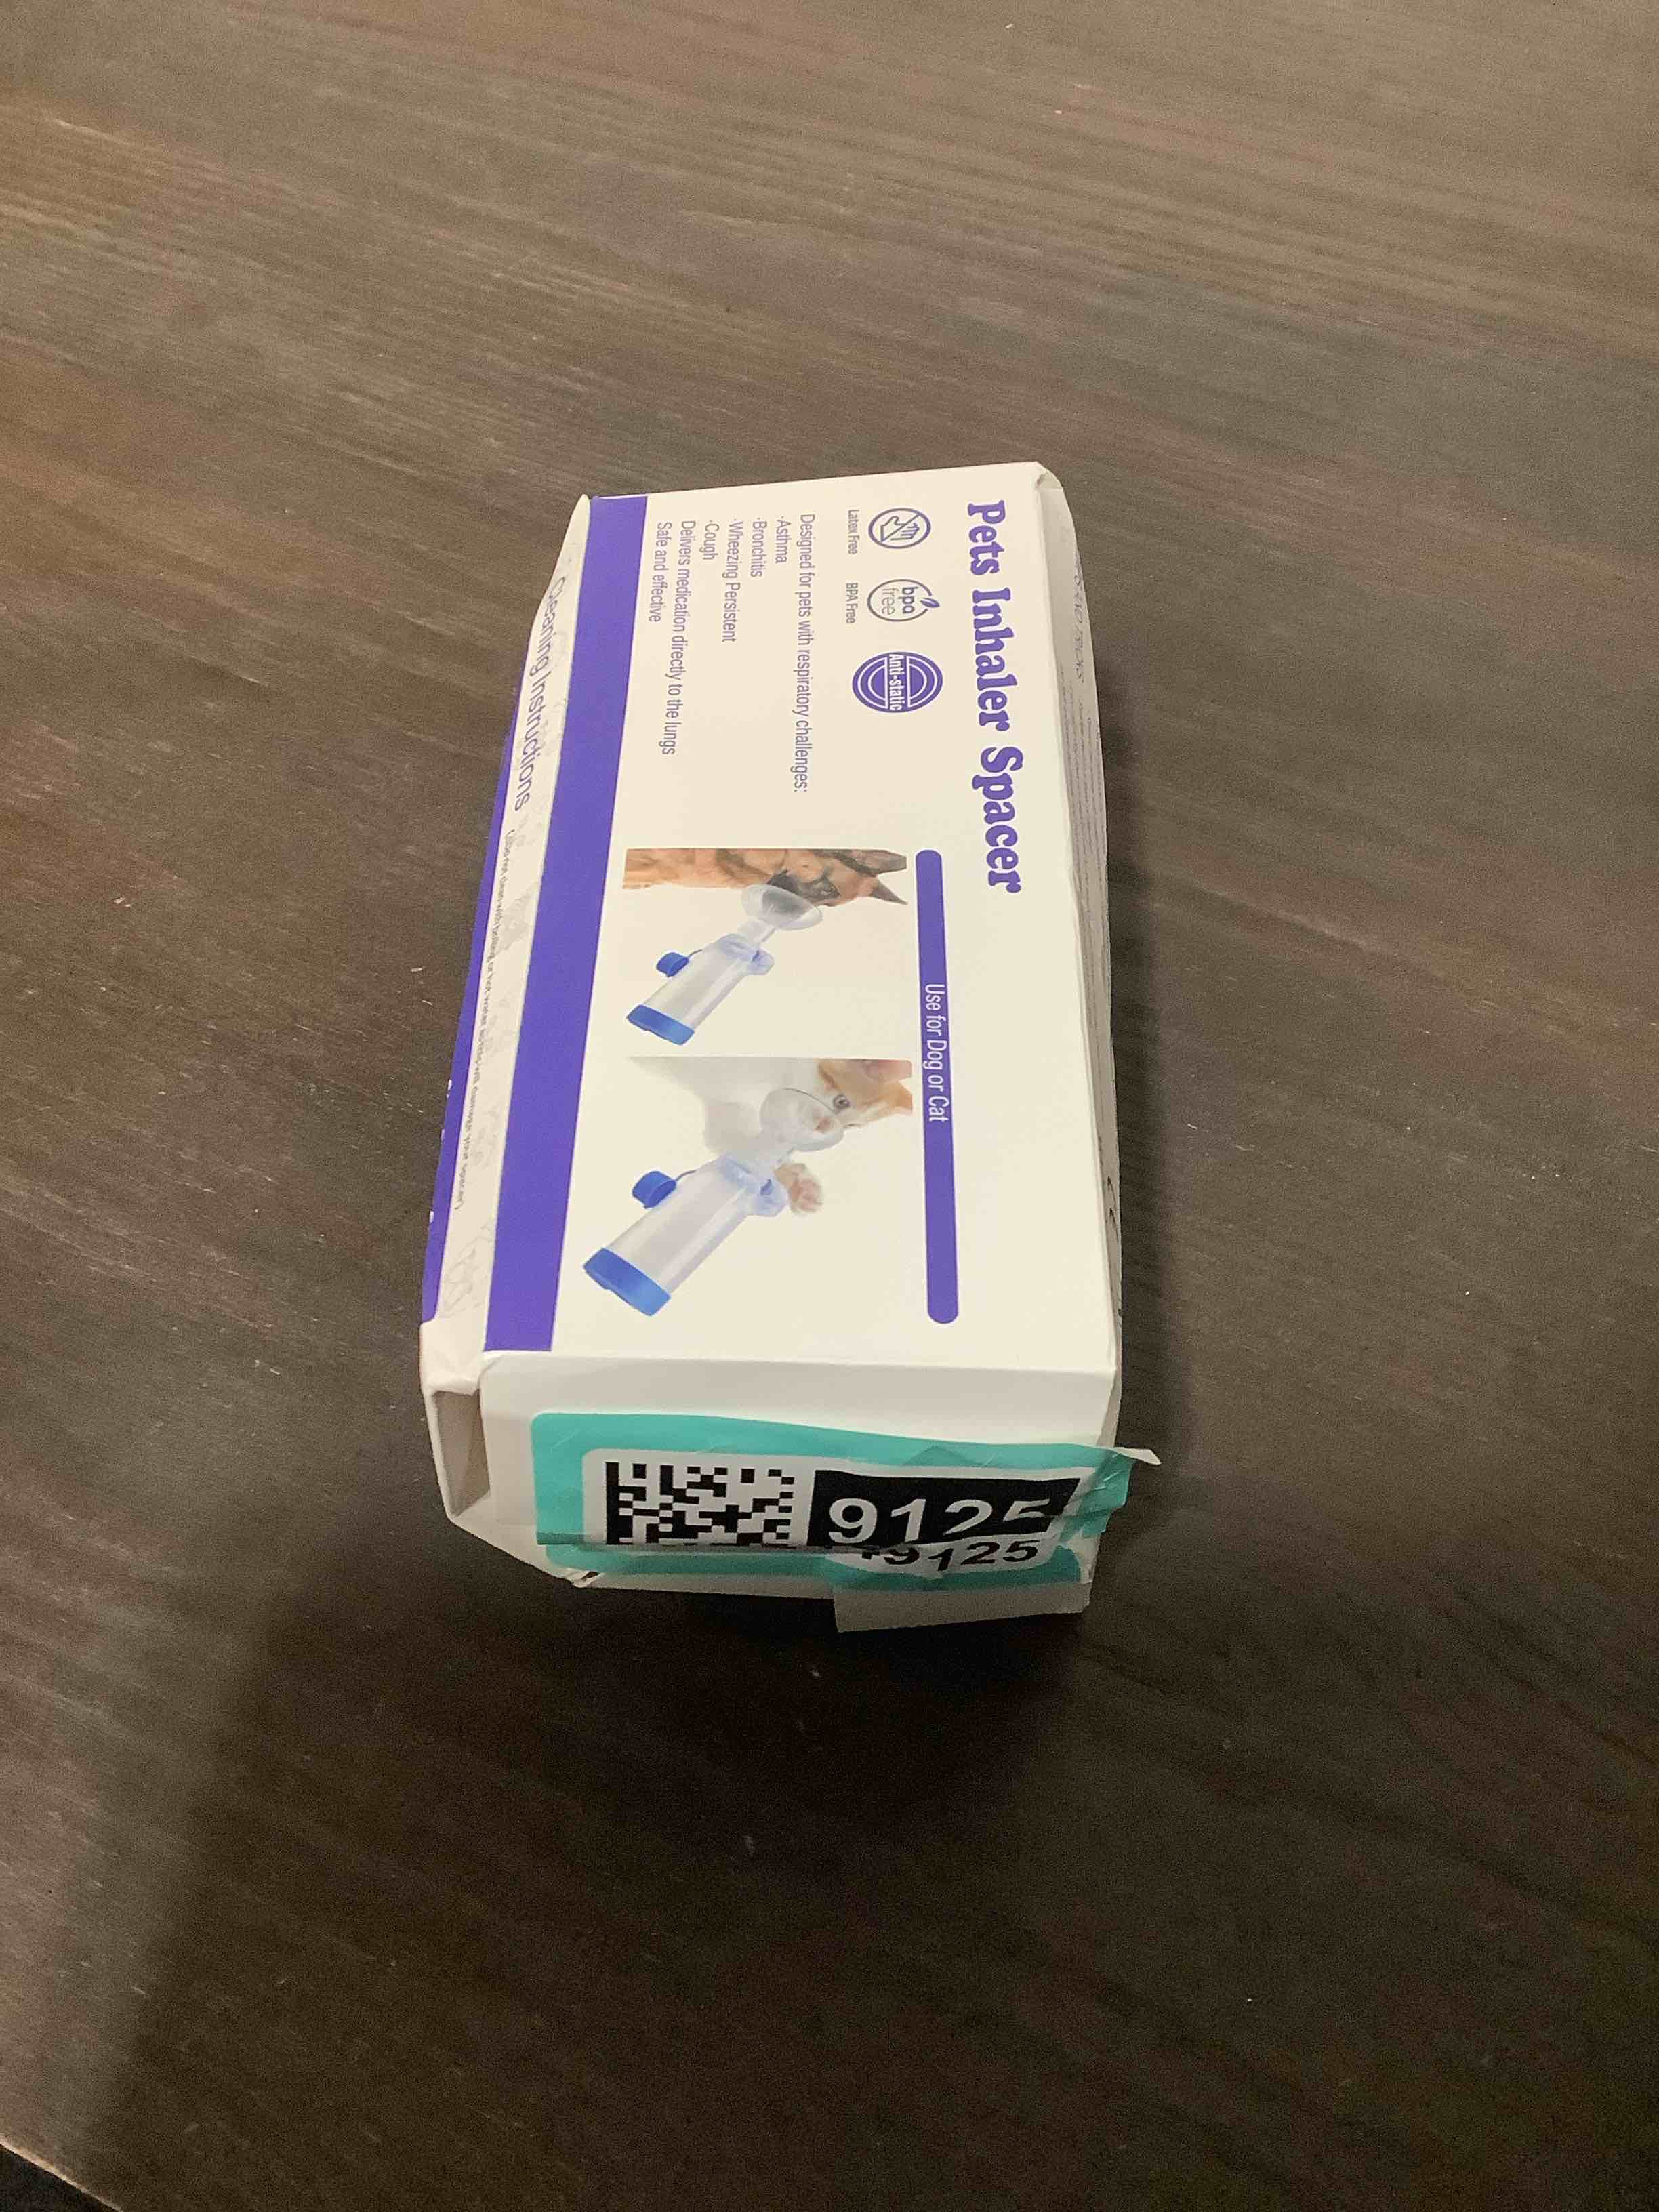 Pets Inhaler Spacer
bpa
free
Anti-static
Latex Free
BPA Free
Designed for pets with respiratory challenges:
·Asthma
·Bronchitis
·Wheezing Persistent
·Cough
Delivers medication directly to the lungs
Safe and effective
Use for Dog or Cat
Cleaning Instructions
9125
9125